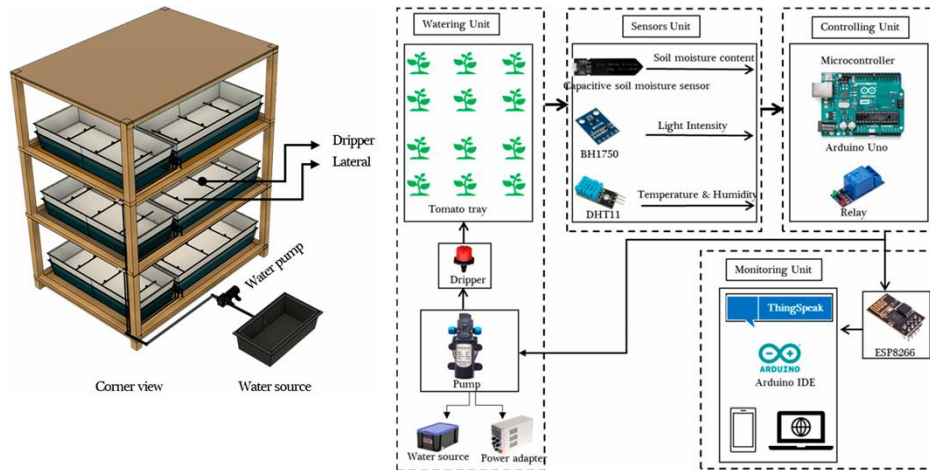 Dripper
Lateral
Water pump
Corner view
Water source
Watering Unit
Tomato tray
Dripper
Pump
Water source
Power adapter
Sensors Unit
Soil moisture content
Capacitive soil moisture sensor
Light Intensity
BH1750
Temperature & Humidity
DHT11
Controlling Unit
Microcontroller
Arduino Uno
Relay
Monitoring Unit
ThingSpeak
ARDUINO
Arduino IDE
ESP8266